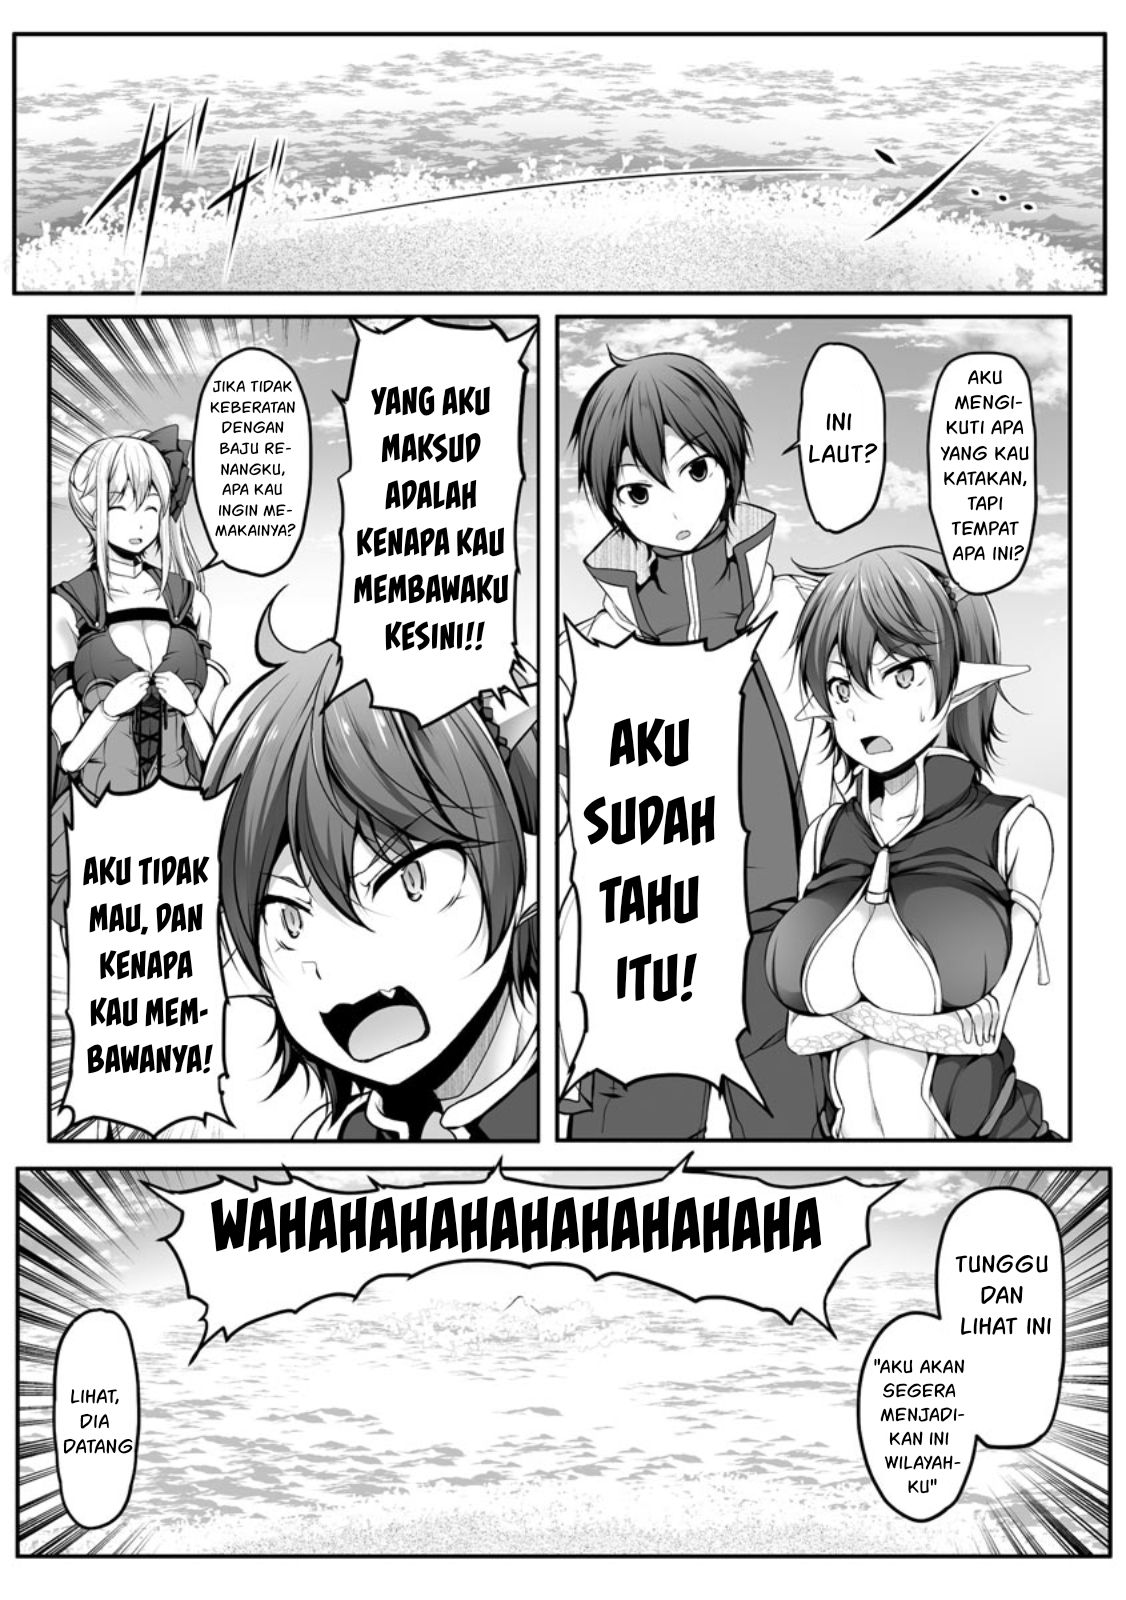 ザザ
AKU
MENGI-
KUTI APA
YANG KAU
KATAKAN,
TAPI
TEMPAT
APA INI?
INI
LAUT?
AKU
SUDAH
TAHU
ITU!
YANG AKU
MAKSUD
ADALAH
KENAPA KAU
MEMBAWAKU
KESINI!!
JIKA TIDAK
KEBERATAN
DENGAN
BAJU RE-
NANGKU,
APA KAU
INGIN ME-
MAKAINYA?
AKU TIDAK
MAU, DAN
KENAPA
KAU MEM-
BAWANYA!
TUNGGU
DAN
LIHAT INI
"AKU AKAN
SEGERA
MENJADI-
KAN INI
WILAYAH-
KU"
WAHAHAHAHAHAHAHAHAHA
LIHAT,
DIA
DATANG